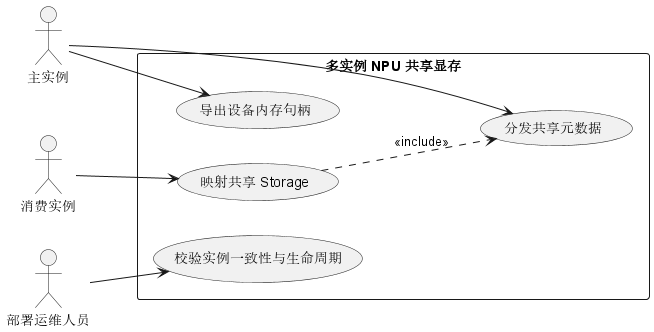 多实例 NPU 共享显存
主实例
导出设备内存句柄
分发共享元数据
«include»
映射共享 Storage
消费实例
校验实例一致性与生命周期
部署运维人员